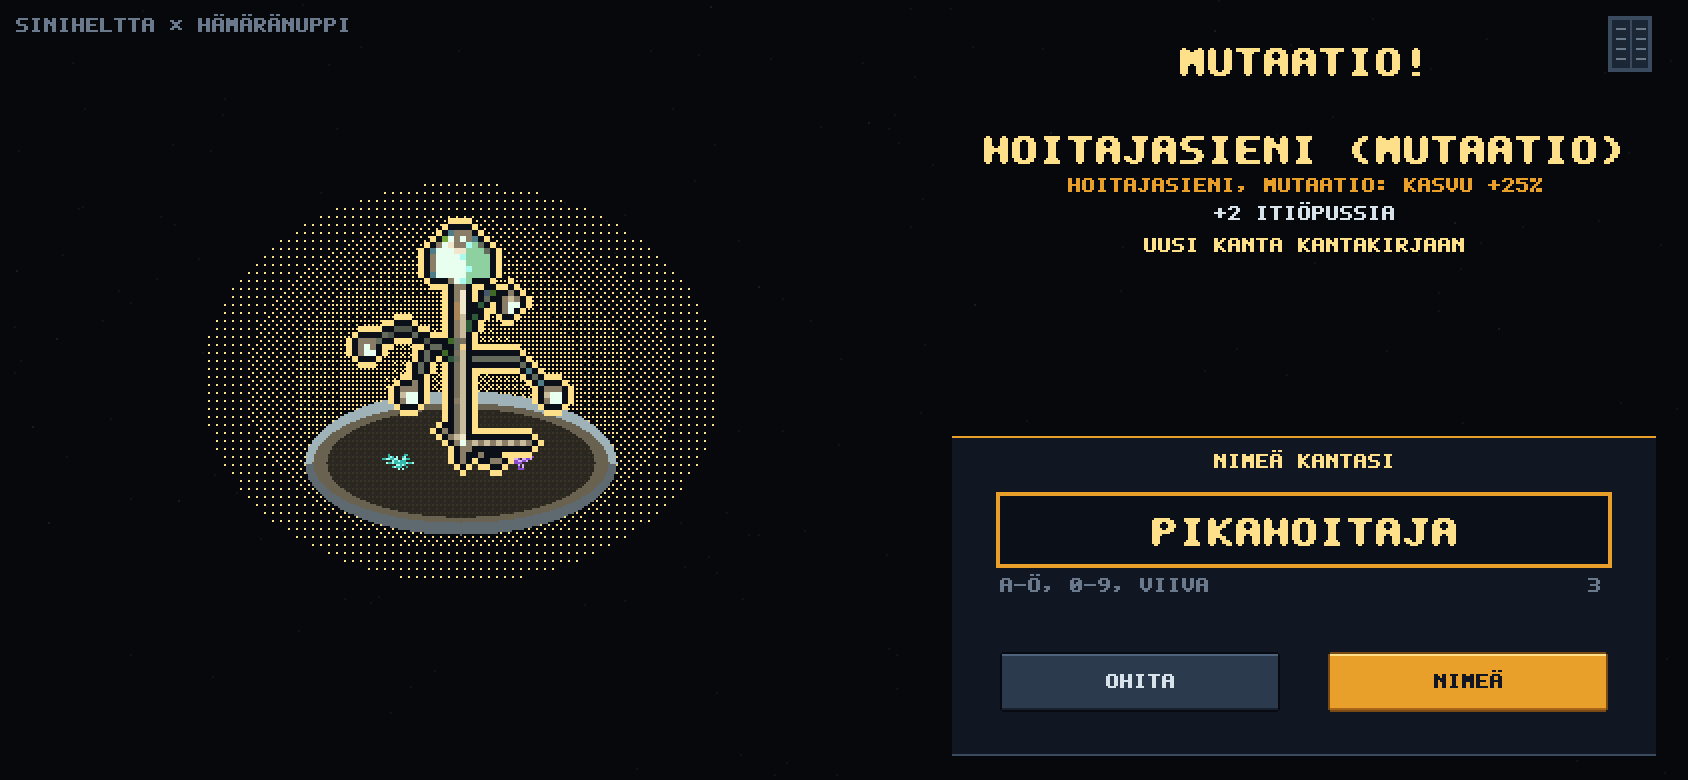 SINIHELTTA × HÄMÄRÄNUPPI
MUTAATIO!
HOITAJASIENI (MUTAATIO)
HOITAJASIENI, MUTAATIO: KASVU +25%
+2 ITIÖPUSSIA
UUSI KANTA KANTAKIRJAAN
NIMEÄ KANTASI
PIKAHOITAJA
A-Ö, 0-9, VIIVA 3
OHITA NIMEÄ